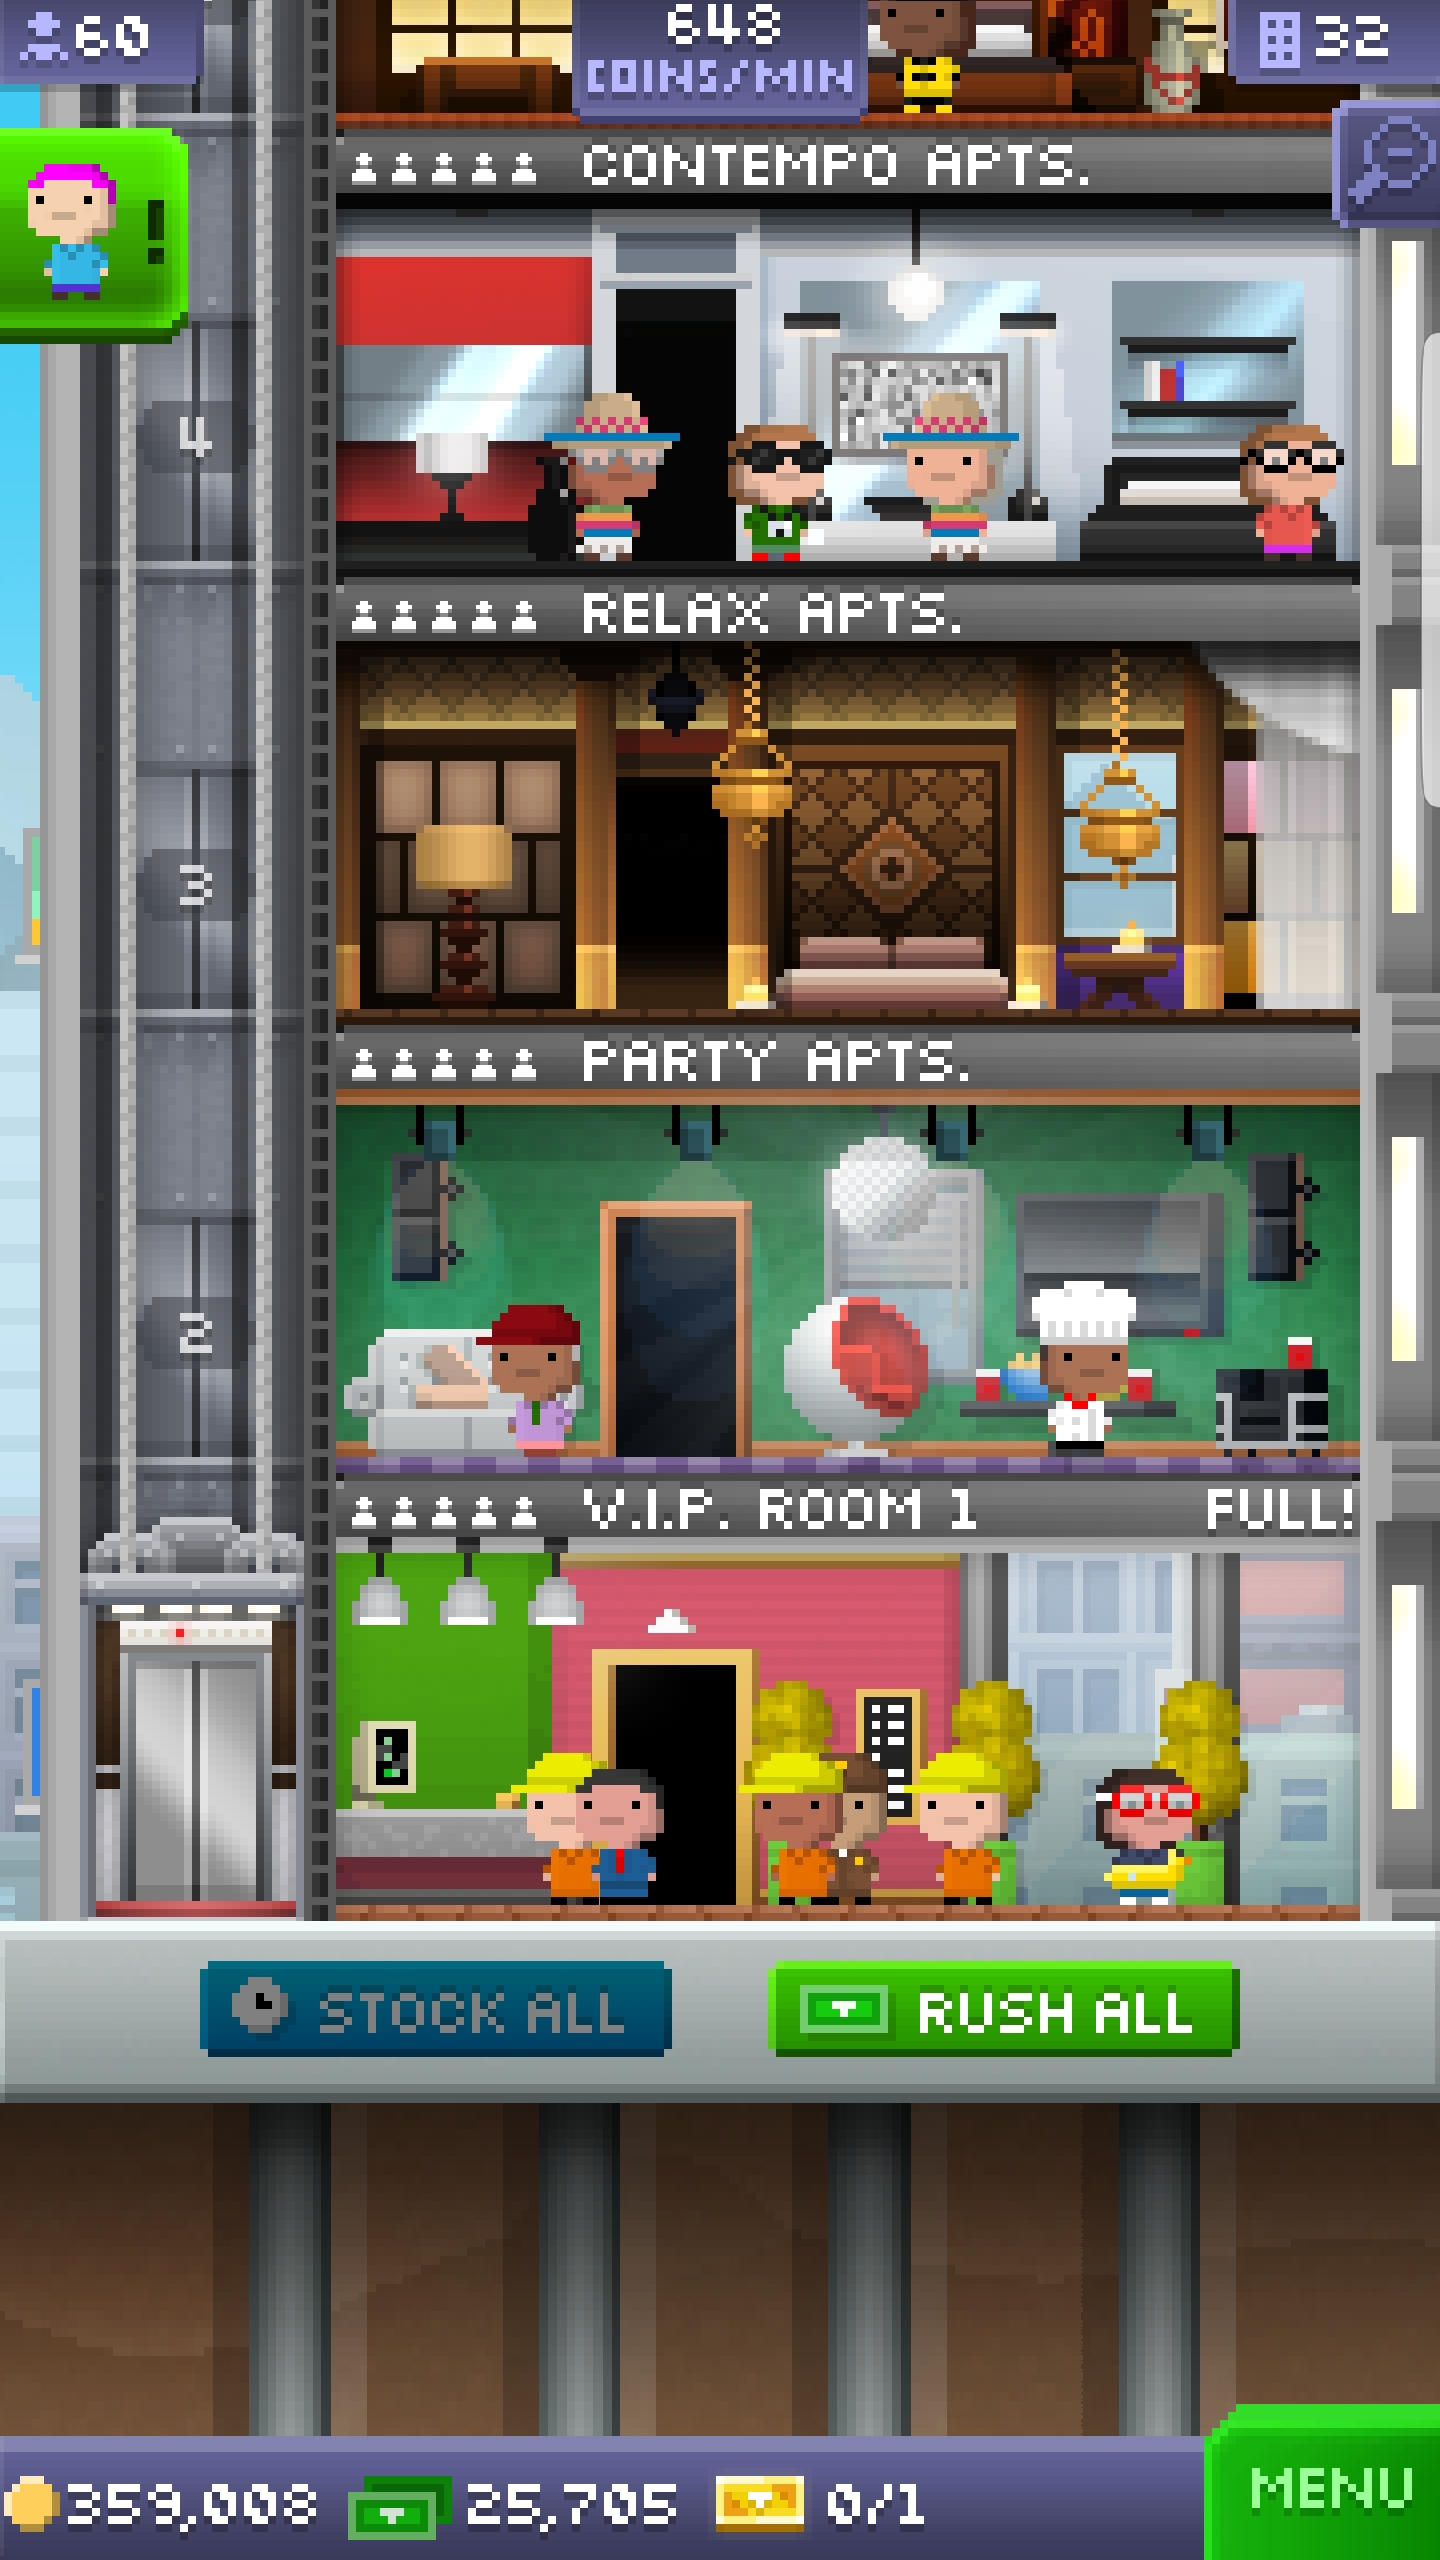 60
648
COINS/MIN
32
CONTEMPO APTS.
!
4
RELAX APTS.
3
PARTY APTS.
2
V.I.P. ROOM 1 FULL!
STOCK ALL
RUSH ALL
359,008 25,705 0/1
MENU